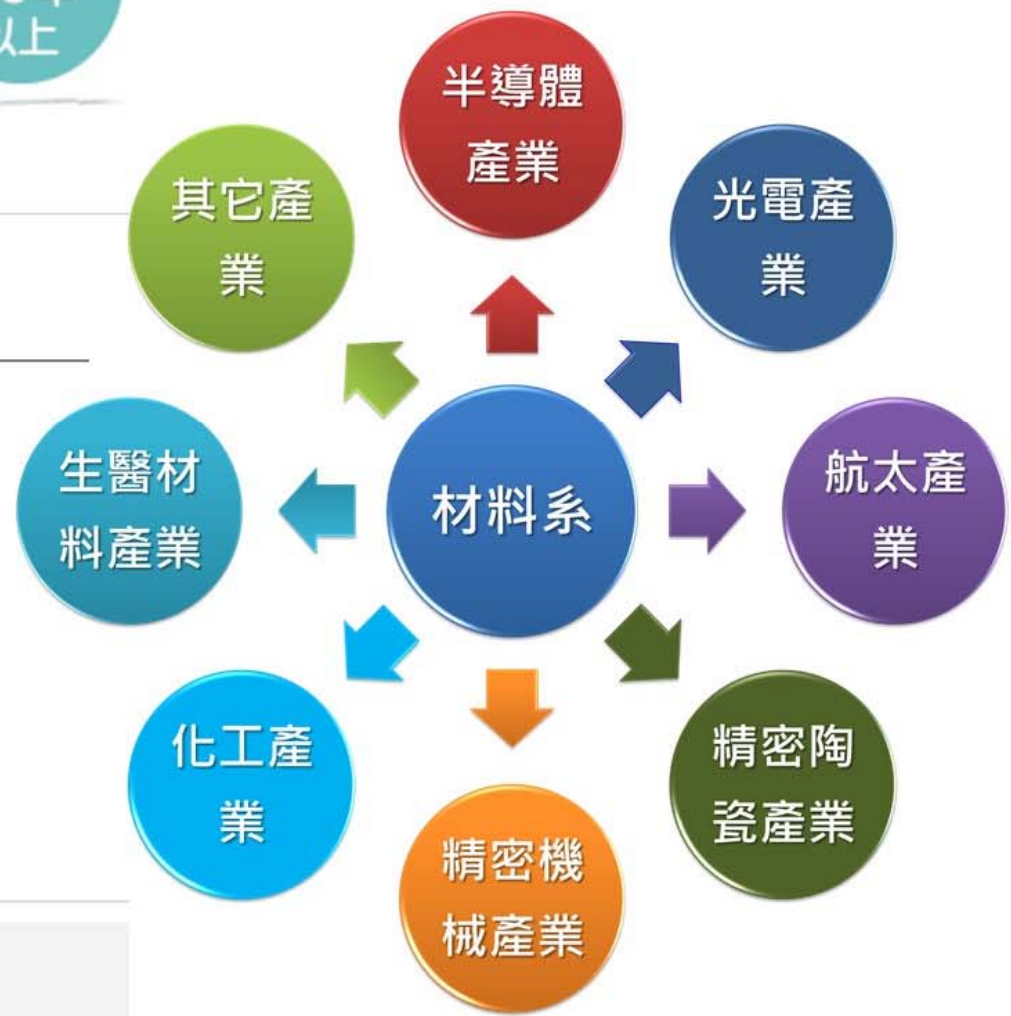 以上
半導體
產業
其它產
業
光電產
業
生醫材
料產業
材料系
航太產
業
化工產
業
精密陶
瓷產業
精密機
械產業